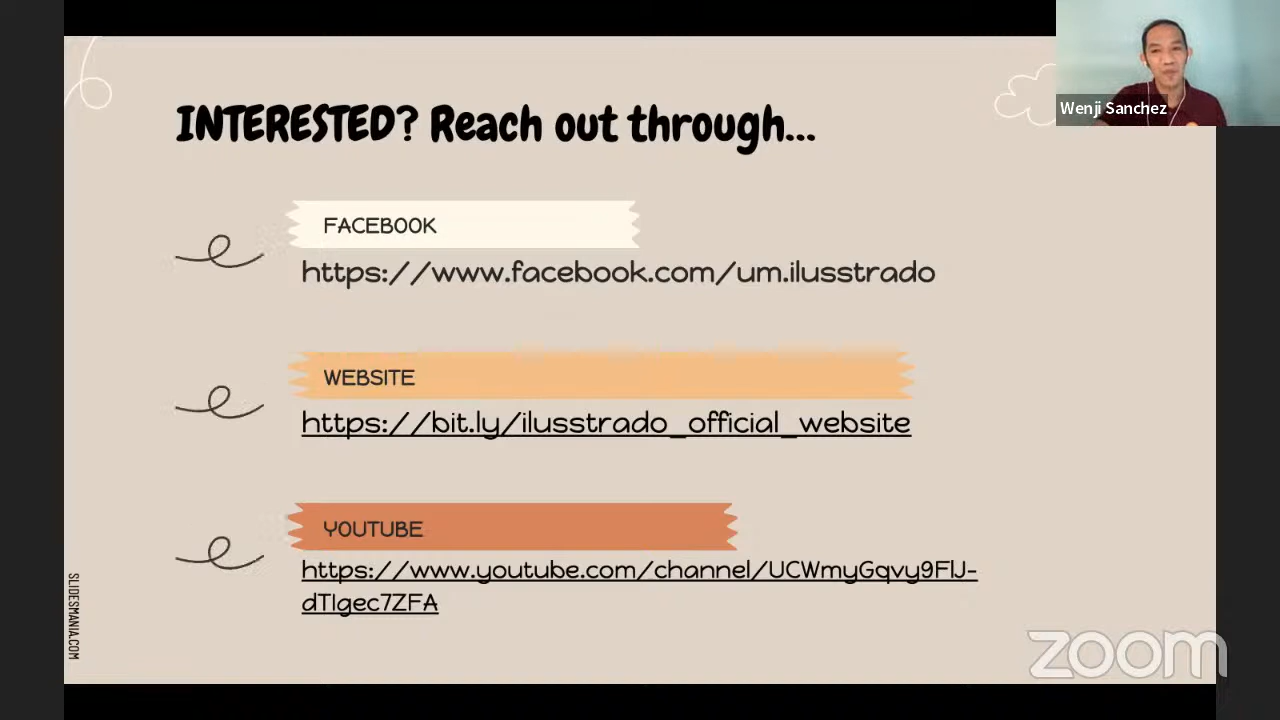 Wenji Sanchez
INTERESTED? Reach out through...
FACEBOOK
https://www.facebook.com/um.ilusstrado
WEBSITE
https://bit.ly/ilusstrado_official_website
YOUTUBE
https://www.youtube.com/channel/UCWmyGqvy9FlJ-
dTIgec7ZFA
SLIDESMANIA.COM
zoom